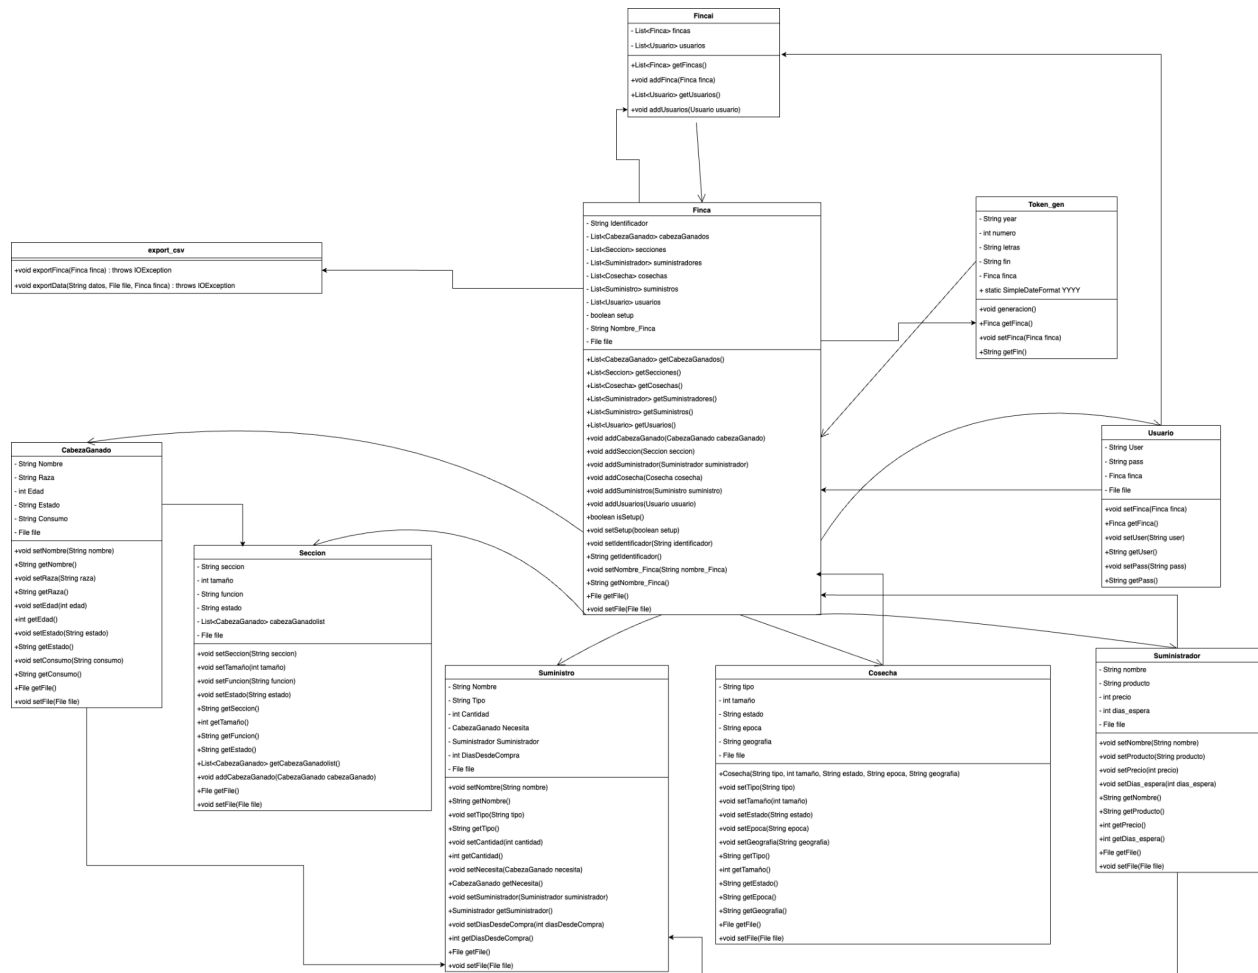 Fincai
- List<Finca> fincas
- List<Usuario> usuarios
+List<Finca> getFincas()
+void addFinca(Finca finca)
+List<Usuario> getUsuarios()
+void addUsuarios(Usuario usuario)
Finca
- String Identificador
- List<CabezaGanado> cabezaGanados
- List<Seccion> secciones
- List<Suministrador> suministradores
- List<Cosecha> cosechas
- List<Suministro> suministros
- List<Usuario> usuarios
- boolean setup
- String Nombre_Finca
- File file
+List<CabezaGanado> getCabezaGanados()
+List<Seccion> getSecciones()
+List<Cosecha> getCosechas()
+List<Suministrador> getSuministradores()
+List<Suministro> getSuministros()
+List<Usuario> getUsuarios()
+void addCabezaGanado(CabezaGanado cabezaGanado)
+void addSeccion(Seccion seccion)
+void addSuministrador(Suministrador suministrador)
+void addCosecha(Cosecha cosecha)
+void addSuministros(Suministro suministro)
+void addUsuarios(Usuario usuario)
+boolean isSetup()
+void setSetup(boolean setup)
+void setIdentificador(String identificador)
+String getIdentificador()
+void setNombre_Finca(String nombre_Finca)
+String getNombre_Finca()
+File getFile()
+void setFile(File file)
Token_gen
- String year
- int numero
- String letras
- String fin
- Finca finca
+ static SimpleDateFormat YYYY
+void generacion()
+Finca getFinca()
+void setFinca(Finca finca)
+String getFin()
export_csv
+void exportFinca(Finca finca) : throws IOException
+void exportData(String datos, File file, Finca finca) : throws IOException
Usuario
- String User
- String pass
- Finca finca
- File file
+void setFinca(Finca finca)
+Finca getFinca()
+void setUser(String user)
+String getUser()
+void setPass(String pass)
+String getPass()
CabezaGanado
- String Nombre
- String Raza
- int Edad
- String Estado
- String Consumo
- File file
+void setNombre(String nombre)
+String getNombre()
+void setRaza(String raza)
+String getRaza()
+void setEdad(int edad)
+int getEdad()
+void setEstado(String estado)
+String getEstado()
+void setConsumo(String consumo)
+String getConsumo()
+File getFile()
+void setFile(File file)
Seccion
- String seccion
- int tamaño
- String funcion
- String estado
- List<CabezaGanado> cabezaGanadolist
- File file
+void setSeccion(String seccion)
+void setTamaño(int tamaño)
+void setFuncion(String funcion)
+void setEstado(String estado)
+String getSeccion()
+int getTamaño()
+String getFuncion()
+String getEstado()
+List<CabezaGanado> getCabezaGanadolist()
+void addCabezaGanado(CabezaGanado cabezaGanado)
+File getFile()
+void setFile(File file)
Suministro
- String Nombre
- String Tipo
- int Cantidad
- CabezaGanado Necesita
- Suministrador Suministrador
- int DiasDesdeCompra
- File file
+void setNombre(String nombre)
+String getNombre()
+void setTipo(String tipo)
+String getTipo()
+void setCantidad(int cantidad)
+int getCantidad()
+void setNecesita(CabezaGanado necesita)
+CabezaGanado getNecesita()
+void setSuministrador(Suministrador suministrador)
+Suministrador getSuministrador()
+void setDiasDesdeCompra(int diasDesdeCompra)
+int getDiasDesdeCompra()
+File getFile()
+void setFile(File file)
Cosecha
- String tipo
- int tamaño
- String estado
- String epoca
- String geografia
- File file
+Cosecha(String tipo, int tamaño, String estado, String epoca, String geografia)
+void setTipo(String tipo)
+void setTamaño(int tamaño)
+void setEstado(String estado)
+void setEpoca(String epoca)
+void setGeografia(String geografia)
+String getTipo()
+int getTamaño()
+String getEstado()
+String getEpoca()
+String getGeografia()
+File getFile()
+void setFile(File file)
Suministrador
- String nombre
- String producto
- int precio
- int dias_espera
- File file
+void setNombre(String nombre)
+void setProducto(String producto)
+void setPrecio(int precio)
+void setDias_espera(int dias_espera)
+String getNombre()
+String getProducto()
+int getPrecio()
+int getDias_espera()
+File getFile()
+void setFile(File file)